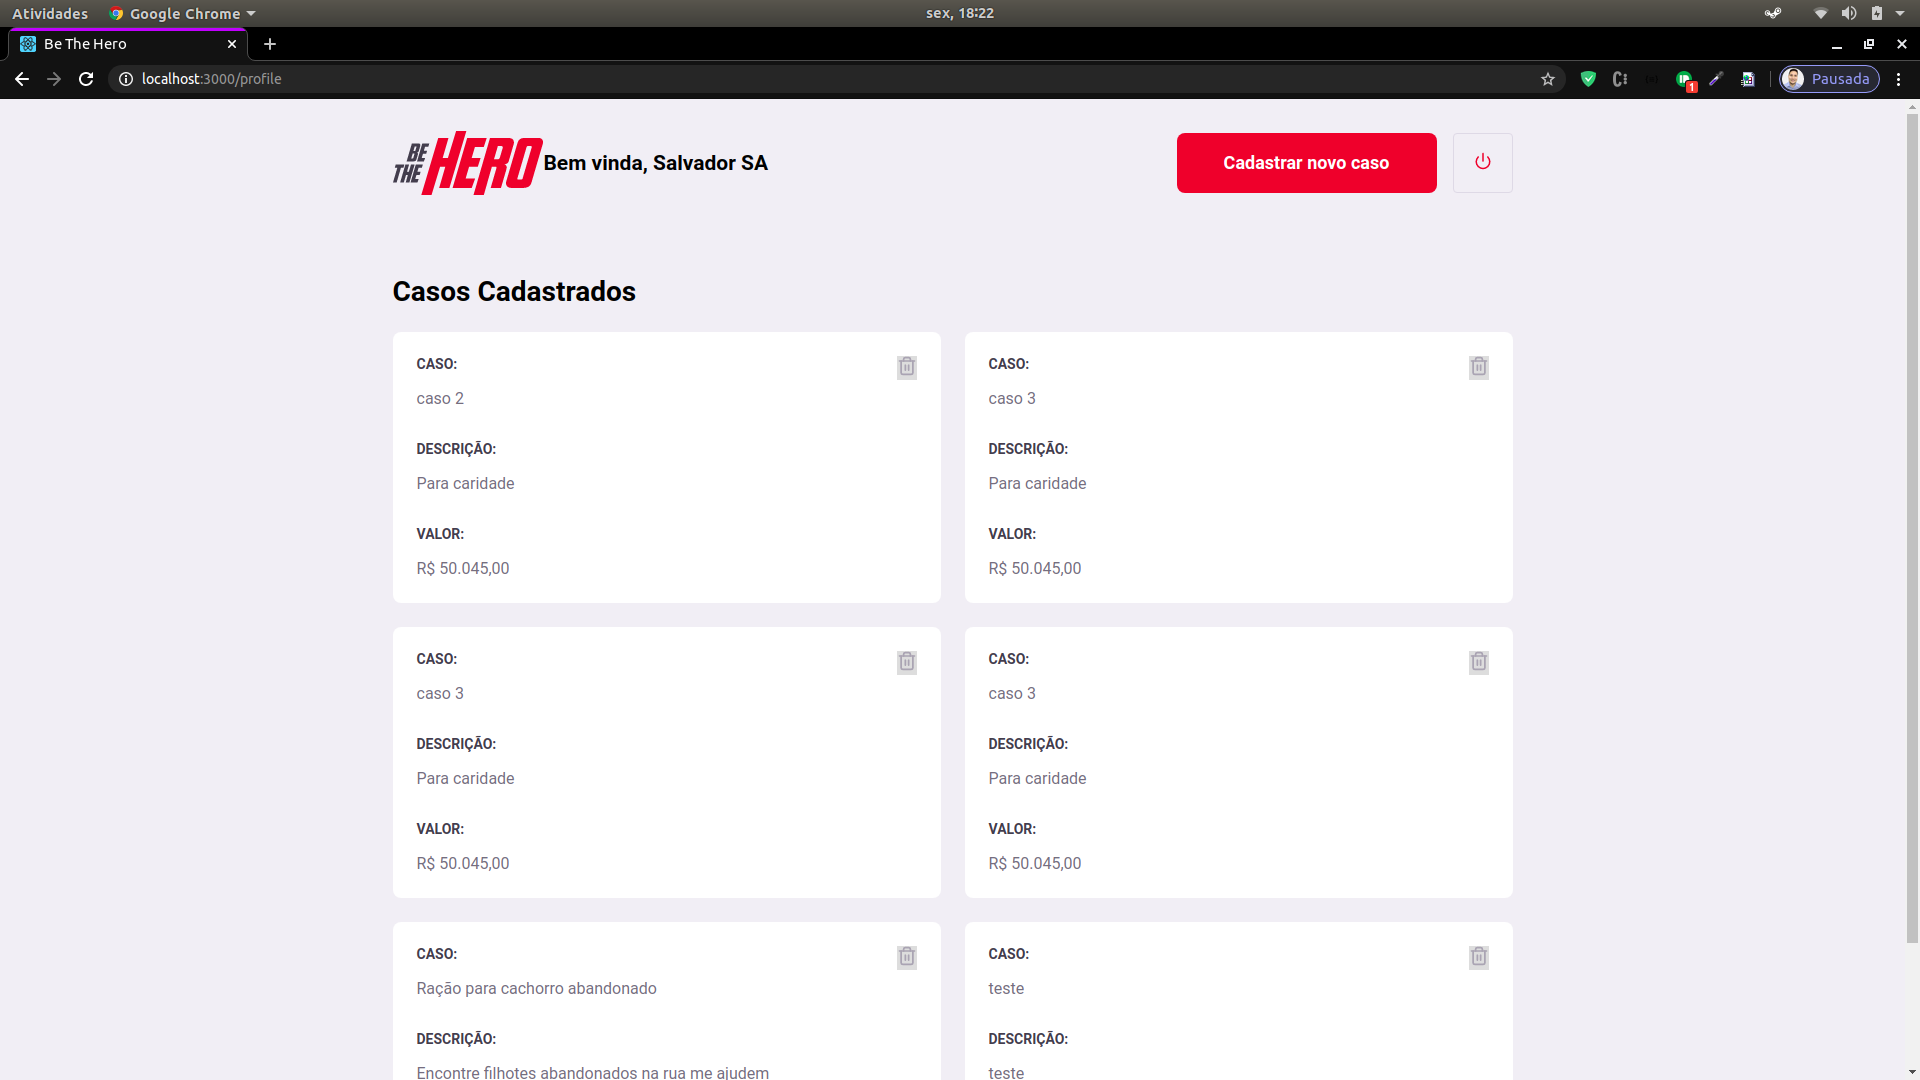 Atividades Google Chrome sex, 18:22
Be The Hero
localhost:3000/profile 1 Pausada
BE THE HERO Bem vinda, Salvador SA Cadastrar novo caso
Casos Cadastrados
CASO:
caso 2
DESCRIÇÃO:
Para caridade
VALOR:
R$ 50.045,00
CASO:
caso 3
DESCRIÇÃO:
Para caridade
VALOR:
R$ 50.045,00
CASO:
caso 3
DESCRIÇÃO:
Para caridade
VALOR:
R$ 50.045,00
CASO:
caso 3
DESCRIÇÃO:
Para caridade
VALOR:
R$ 50.045,00
CASO:
Ração para cachorro abandonado
DESCRIÇÃO:
Encontre filhotes abandonados na rua me ajudem
CASO:
teste
DESCRIÇÃO:
teste